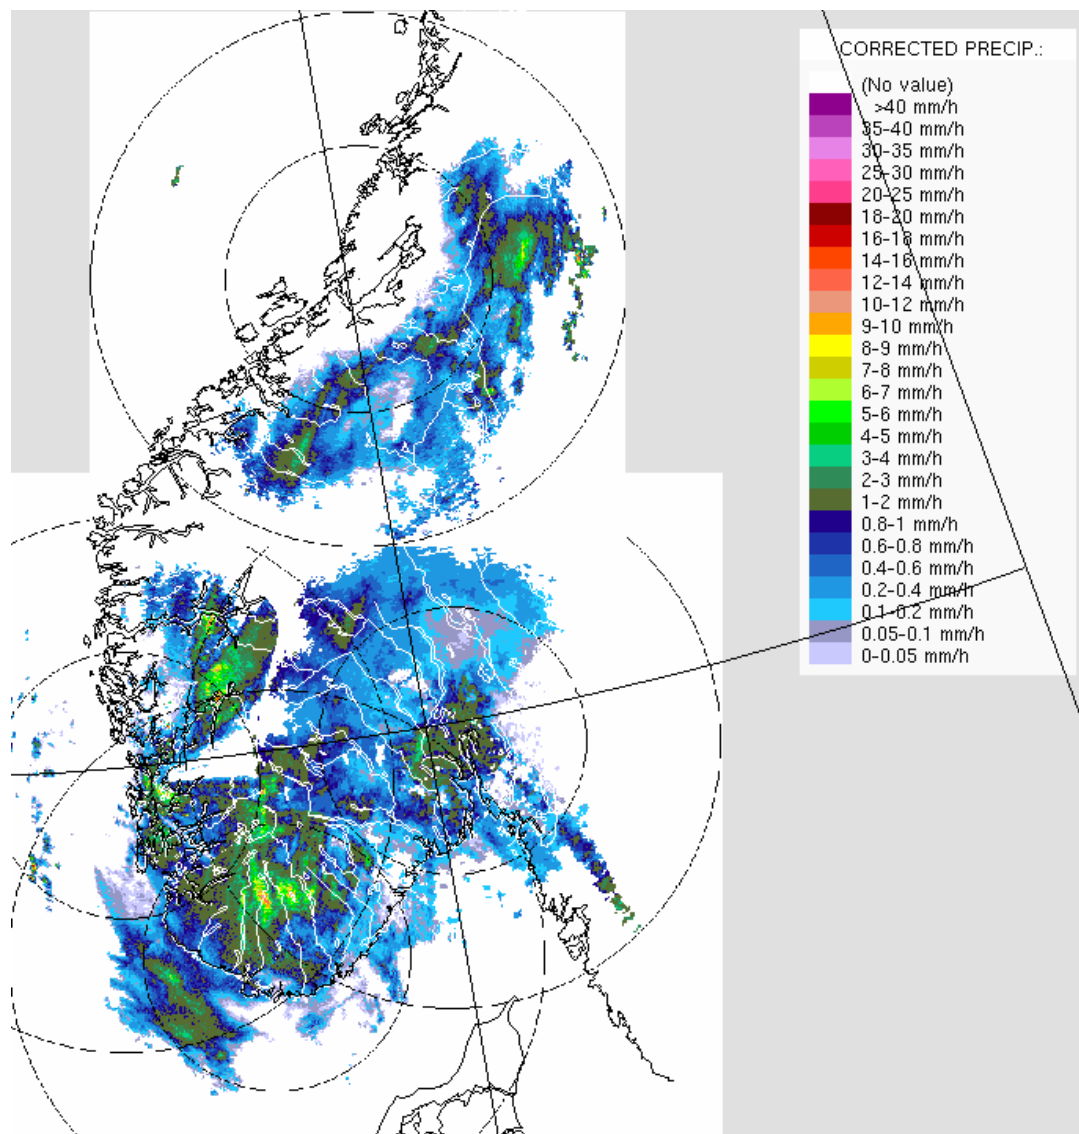 CORRECTED PRECIP.:
(No value)
>40 mm/h
35-40 mm/h
30-35 mm/h
25-30 mm/h
20-25 mm/h
18-20 mm/h
16-18 mm/h
14-16 mm/h
12-14 mm/h
10-12 mm/h
9-10 mm/h
8-9 mm/h
7-8 mm/h
6-7 mm/h
5-6 mm/h
4-5 mm/h
3-4 mm/h
2-3 mm/h
1-2 mm/h
0.8-1 mm/h
0.6-0.8 mm/h
0.4-0.6 mm/h
0.2-0.4 mm/h
0.1-0.2 mm/h
0.05-0.1 mm/h
0-0.05 mm/h